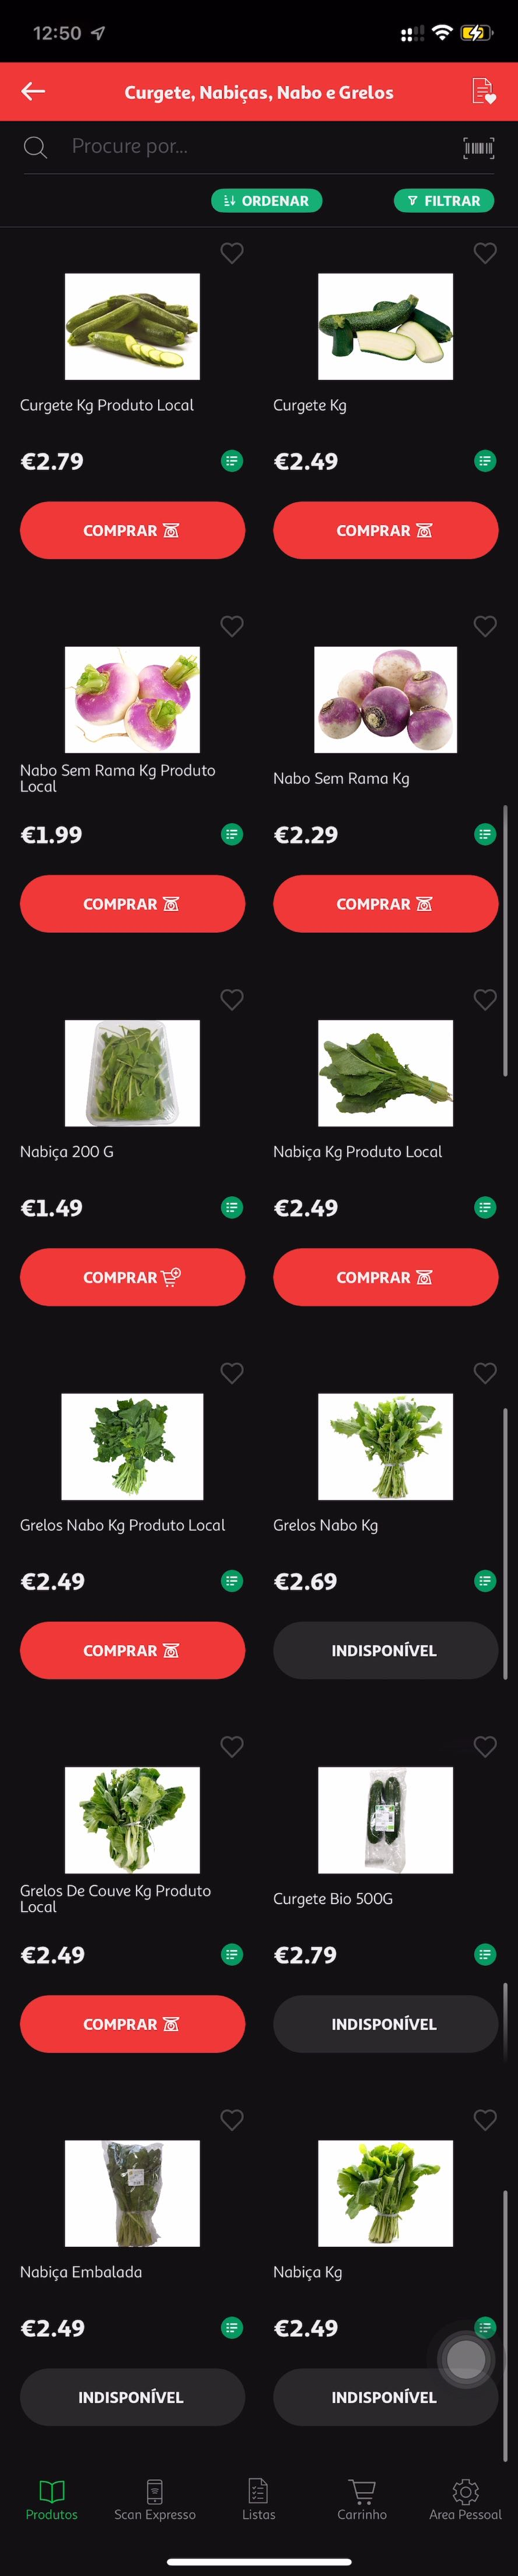 12:50
Curgete, Nabiças, Nabo e Grelos
Procure por...
ORDENAR
FILTRAR
Curgete Kg Produto Local
Curgete Kg
€2.79
€2.49
COMPRAR
COMPRAR
Nabo Sem Rama Kg Produto
Local
Nabo Sem Rama Kg
€1.99
€2.29
COMPRAR
COMPRAR
Nabiça 200 G
Nabiça Kg Produto Local
€1.49
€2.49
COMPRAR
COMPRAR
Grelos Nabo Kg Produto Local
Grelos Nabo Kg
€2.49
€2.69
COMPRAR
INDISPONÍVEL
Grelos De Couve Kg Produto
Local
Curgete Bio 500G
€2.49
€2.79
COMPRAR
INDISPONÍVEL
Nabiça Embalada
Nabiça Kg
€2.49
€2.49
INDISPONÍVEL
INDISPONÍVEL
Produtos
Scan Expresso
Listas
Carrinho
Area Pessoal